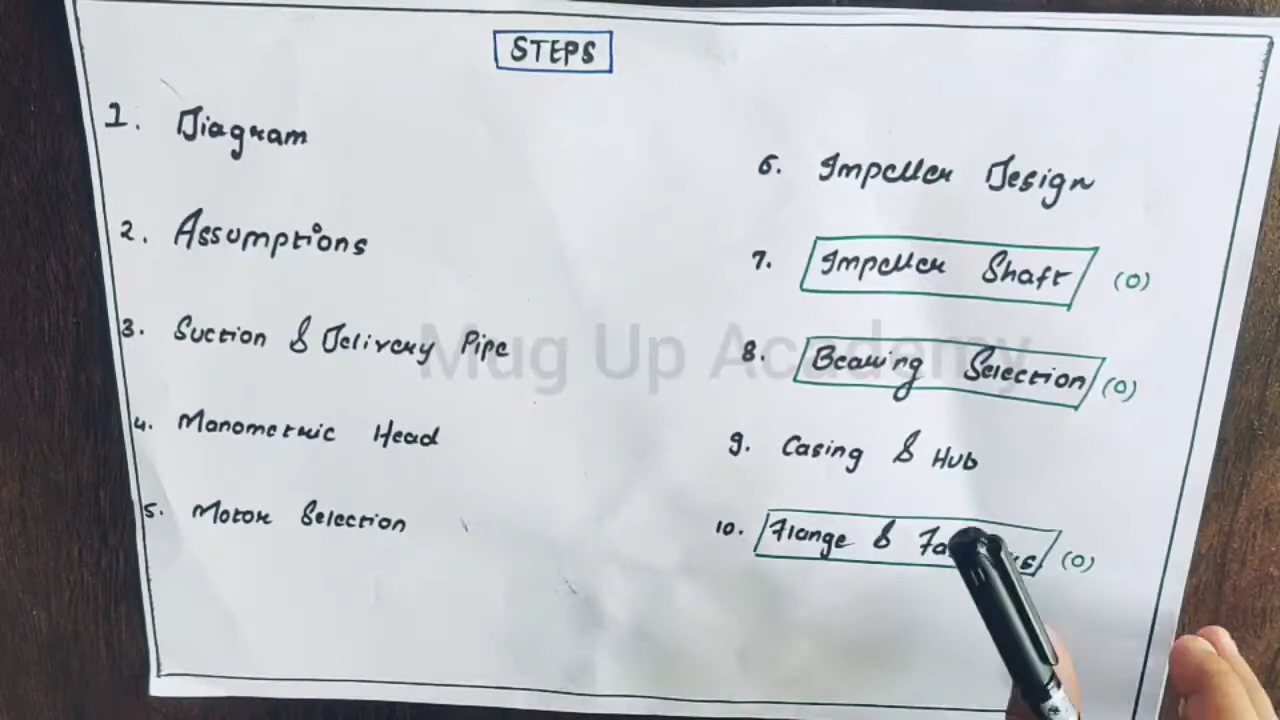 STEPS
1. Diagram
2. Assumptions
3. Suction & Delivery Pipe
4. Manometric Head
5. Motor Selection
6. Impeller Design
7. Impeller Shaft (0)
8. Bearing Selection (0)
9. Casing & Hub
10. Flange & (0)
Mug Up Academy